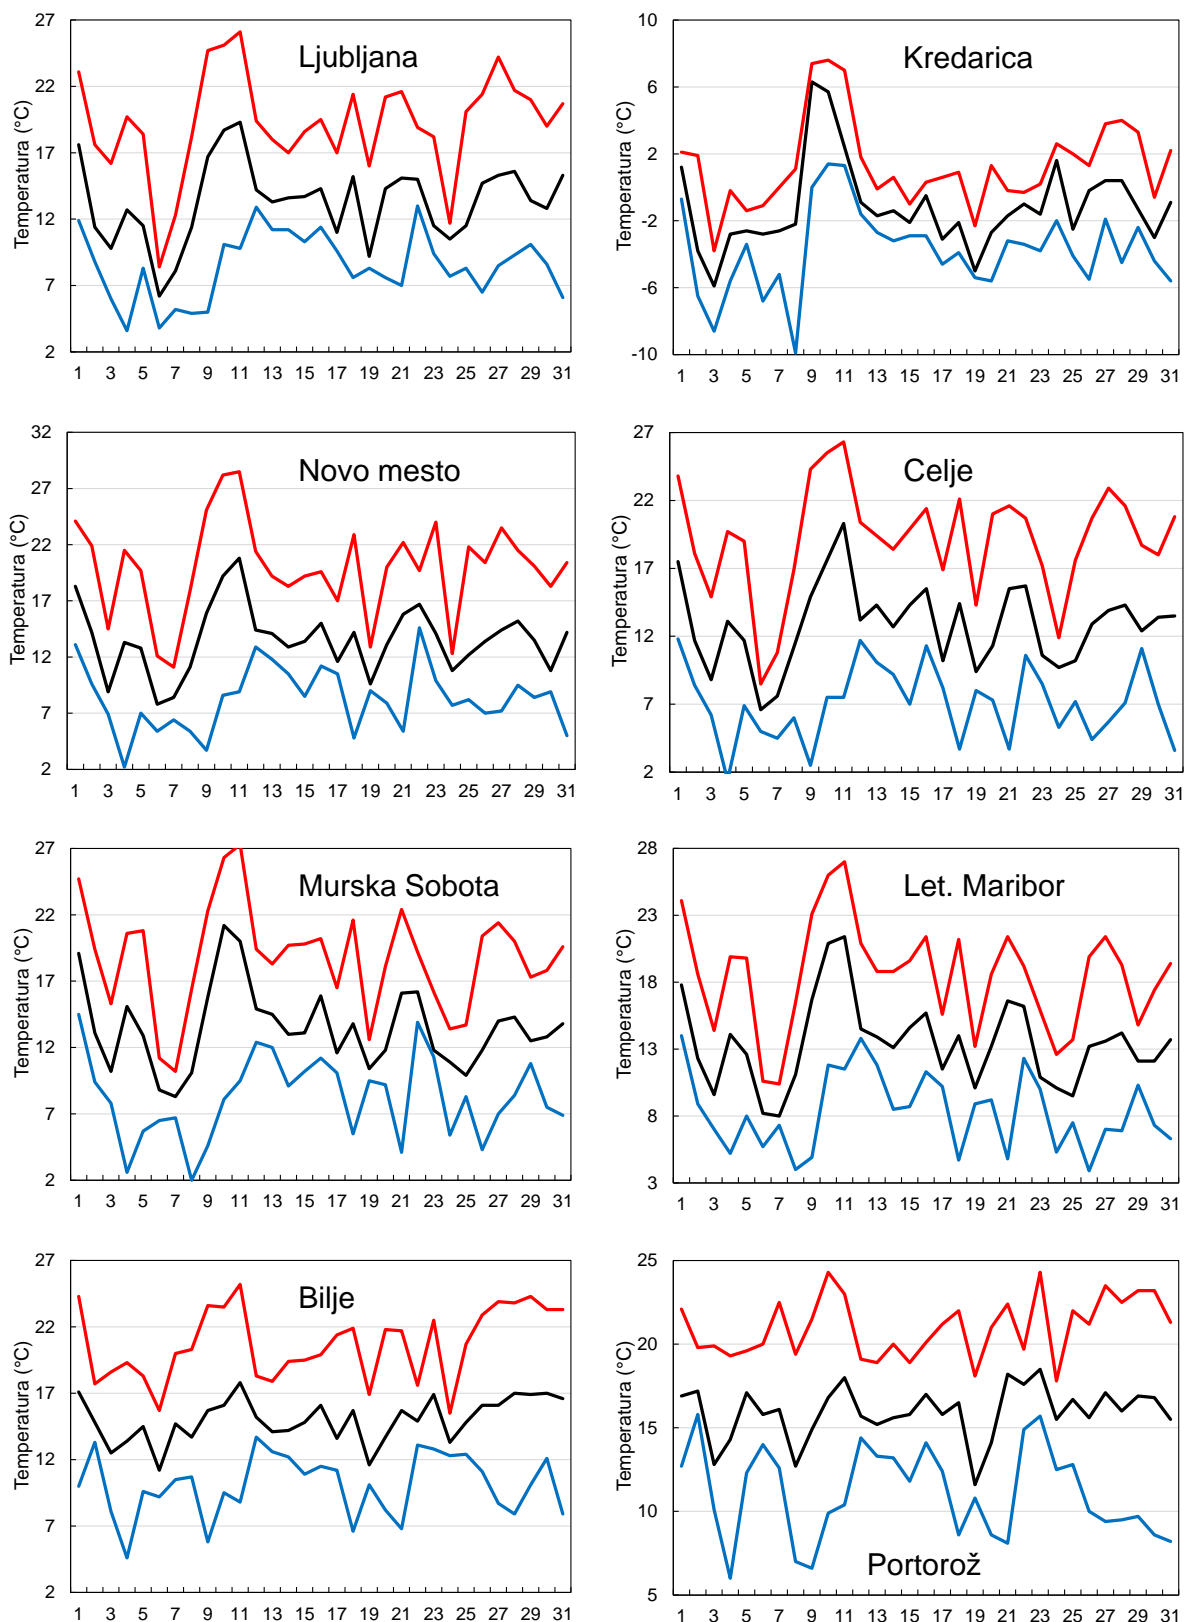 Ljubljana
Temperatura (°C)
27
22
17
12
7
2
1 3 5 7 9 11 13 15 17 19 21 23 25 27 29 31
Kredarica
Temperatura (°C)
10
6
2
-2
-6
-10
1 3 5 7 9 11 13 15 17 19 21 23 25 27 29 31
Novo mesto
Temperatura (°C)
32
27
22
17
12
7
2
1 3 5 7 9 11 13 15 17 19 21 23 25 27 29 31
Celje
Temperatura (°C)
27
22
17
12
7
2
1 3 5 7 9 11 13 15 17 19 21 23 25 27 29 31
Murska Sobota
Temperatura (°C)
27
22
17
12
7
2
1 3 5 7 9 11 13 15 17 19 21 23 25 27 29 31
Let. Maribor
Temperatura (°C)
28
23
18
13
8
3
1 3 5 7 9 11 13 15 17 19 21 23 25 27 29 31
Bilje
Temperatura (°C)
27
22
17
12
7
2
1 3 5 7 9 11 13 15 17 19 21 23 25 27 29 31
Portorož
Temperatura (°C)
25
20
15
10
5
1 3 5 7 9 11 13 15 17 19 21 23 25 27 29 31